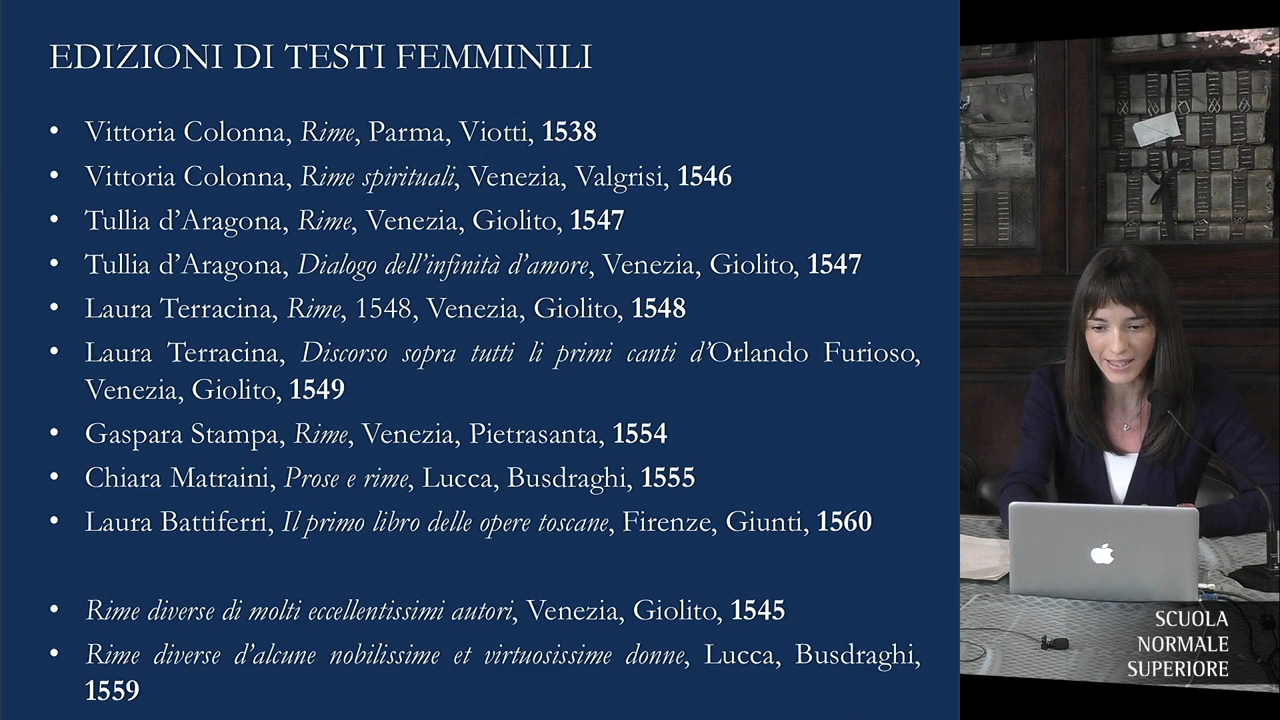 EDIZIONI DI TESTI FEMMINILI
• Vittoria Colonna, Rime, Parma, Viotti, 1538
• Vittoria Colonna, Rime spirituali, Venezia, Valgrisi, 1546
• Tullia d’Aragona, Rime, Venezia, Giolito, 1547
• Tullia d’Aragona, Dialogo dell’infinità d’amore, Venezia, Giolito, 1547
• Laura Terracina, Rime, 1548, Venezia, Giolito, 1548
• Laura Terracina, Discorso sopra tutti li primi canti d’Orlando Furioso,
Venezia, Giolito, 1549
• Gaspara Stampa, Rime, Venezia, Pietrasanta, 1554
• Chiara Matraini, Prose e rime, Lucca, Busdraghi, 1555
• Laura Battiferri, Il primo libro delle opere toscane, Firenze, Giunti, 1560
• Rime diverse di molti eccellentissimi autori, Venezia, Giolito, 1545
• Rime diverse d’alcune nobilissime et virtuosissime donne, Lucca, Busdraghi,
1559
SCUOLA
NORMALE
SUPERIORE